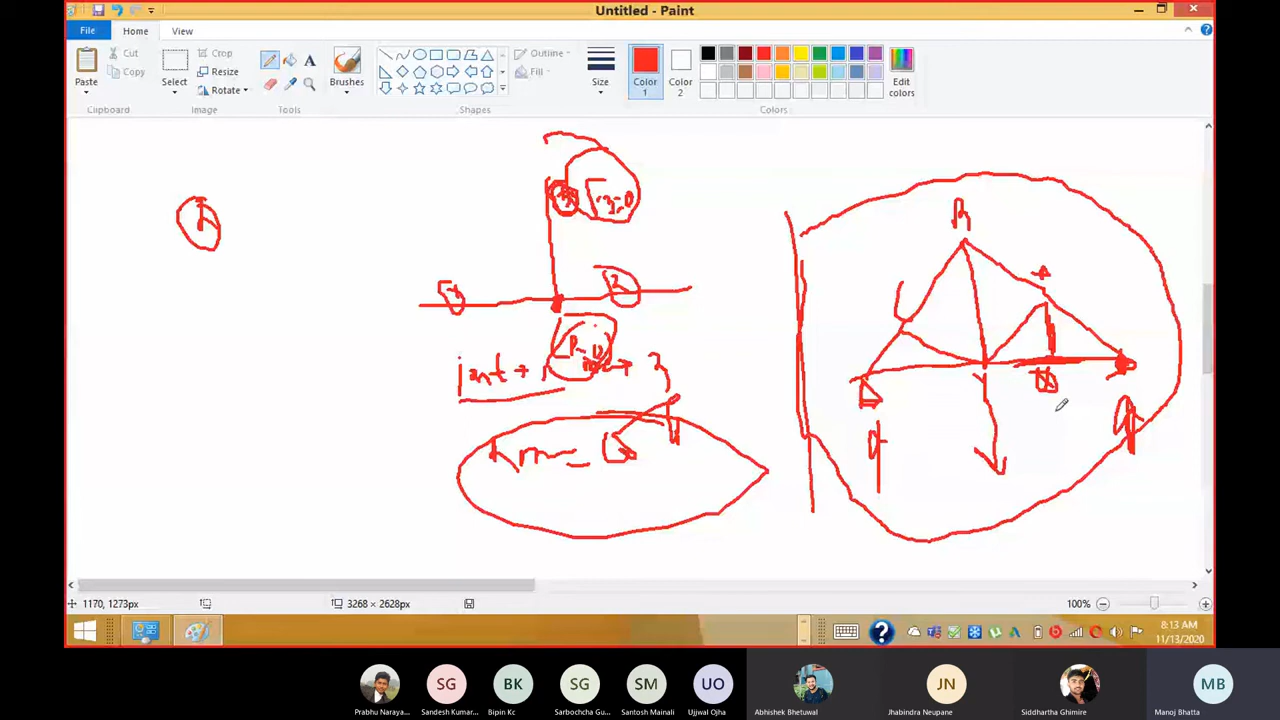 Untitled - Paint
File
Home
View
Paste
Cut
Copy
Clipboard
Select
Crop
Resize
Rotate
Image
A
Tools
Brushes
Shapes
Outline
Fill
Size
Color
1
Color
2
Edit
colors
Colors
2
1170, 1273px
3268 × 2628px
100%
8:13 AM
11/13/2020
SG
BK
SG
SM
UO
JN
MB
Prabhu Naraya...
Sandesh Kumar...
Bipin Kc
Sarbochcha Gu...
Santosh Mainali
Ujjwal Ojha
Abhishek Bhetuwal
Jhabindra Neupane
Siddhartha Ghimire
Manoj Bhatta